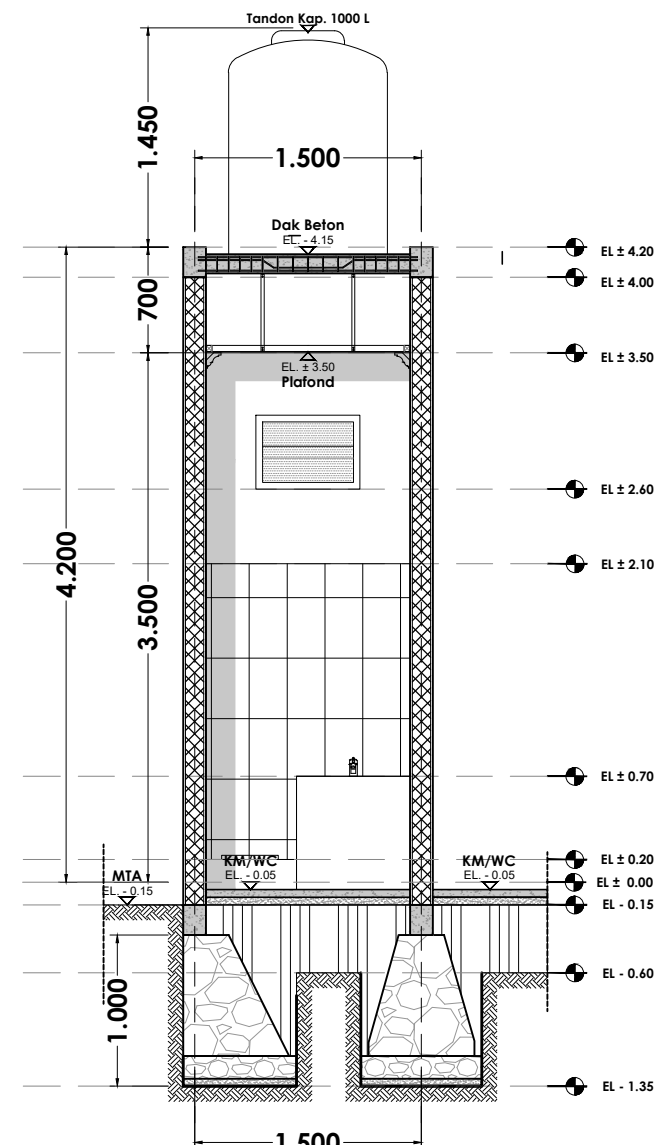 Tandon Kap. 1000 L
1.450
1.500
Dak Beton
EL. - 4.15
EL ± 4.20
EL ± 4.00
700
EL ± 3.50
EL. ± 3.50
Plafond
EL ± 2.60
4.200
3.500
EL ± 2.10
EL ± 0.70
EL ± 0.20
KM/WC
EL. - 0.05
KM/WC
EL. - 0.05
MTA
EL. - 0.15
EL ± 0.00
EL - 0.15
EL - 0.60
1.000
EL - 1.35
1.500